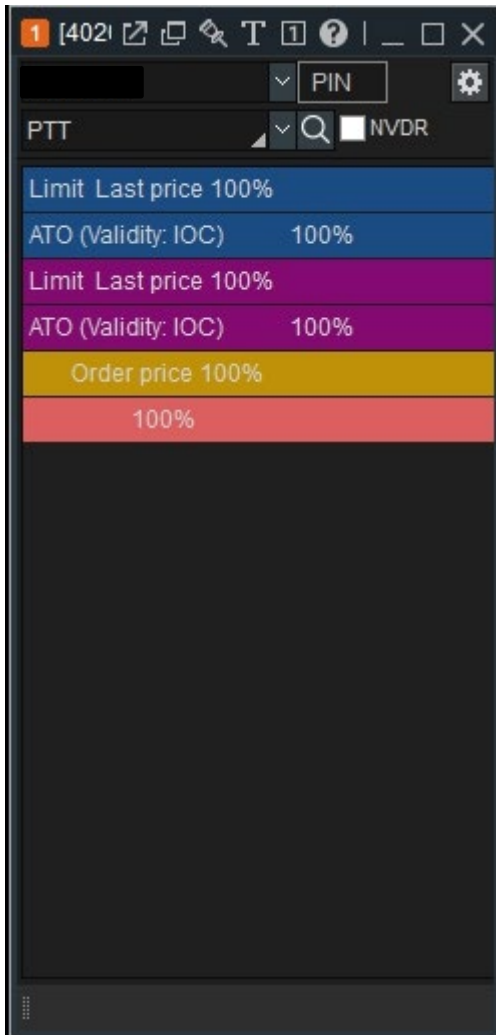 1 [402 T 1 ?
PIN
PTT NVDR
Limit Last price 100%
ATO (Validity: IOC) 100%
Limit Last price 100%
ATO (Validity: IOC) 100%
Order price 100%
100%